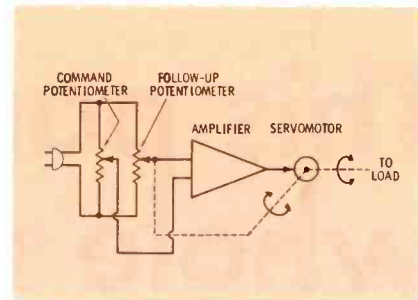 COMMAND
POTENTIOMETER
FOLLOW-UP
POTENTIOMETER
AMPLIFIER
SERVOMOTOR
TO
LOAD